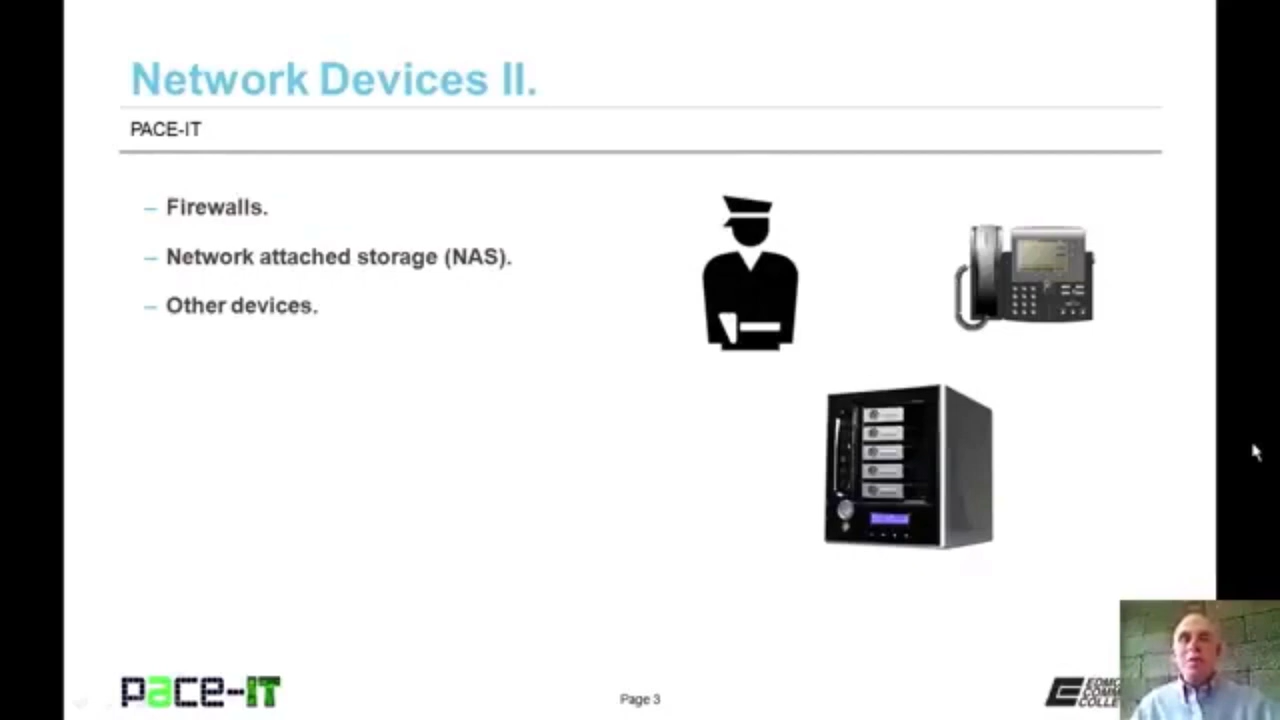 Network Devices II.
PACE-IT
– Firewalls.
– Network attached storage (NAS).
– Other devices.
pace-IT
Page 3